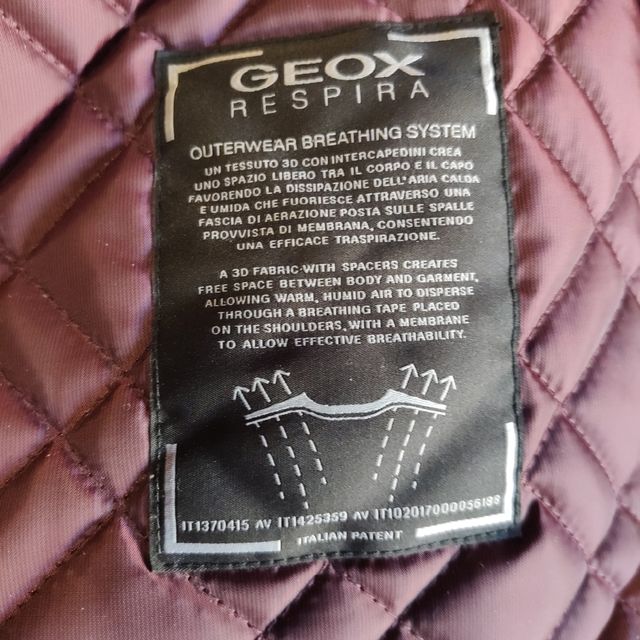 GEOX
RESPIRA
OUTERWEAR BREATHING SYSTEM
UN TESSUTO 3D CON INTERCAPEDINI CREA
UNO SPAZIO LIBERO TRA IL CORPO E IL CAPO
FAVORENDO LA DISSIPAZIONE DELL'ARIA CALDA
E UMIDA CHE FUORIESCE ATTRAVERSO UNA
FASCIA DI AERAZIONE POSTA SULLE SPALLE
PROVVISTA DI MEMBRANA, CONSENTENDO
UNA EFFICACE TRASPIRAZIONE.
A 3D FABRIC-WITH SPACERS CREATES
FREE SPACE BETWEEN BODY AND GARMENT,
ALLOWING WARM, HUMID AIR TO DISPERSE
THROUGH A BREATHING TAPE PLACED
ON THE SHOULDERS, WITH A MEMBRANE
TO ALLOW EFFECTIVE BREATHABILITY.
IT1370415 AV IT1425359 AV IT102017000056188
ITALIAN PATENT